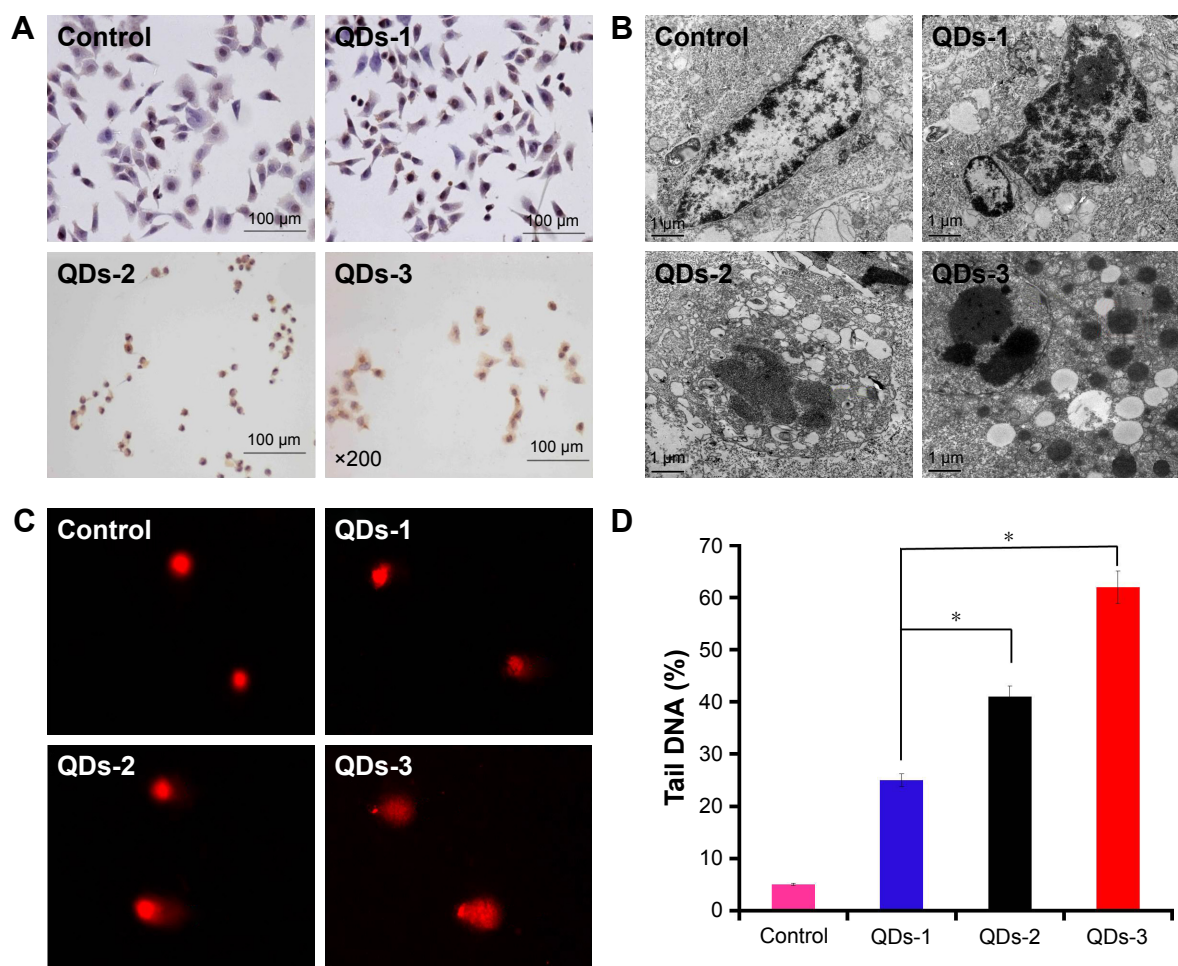 A
Control
QDs-1
100 µm
100 µm
QDs-2
QDs-3
100 µm
×200
100 µm
B
Control
QDs-1
1 µm
1 µm
QDs-2
QDs-3
1 µm
1 µm
C
Control
QDs-1
QDs-2
QDs-3
D
Tail DNA (%)
70
60
50
40
30
20
10
0
*
*
Control
QDs-1
QDs-2
QDs-3